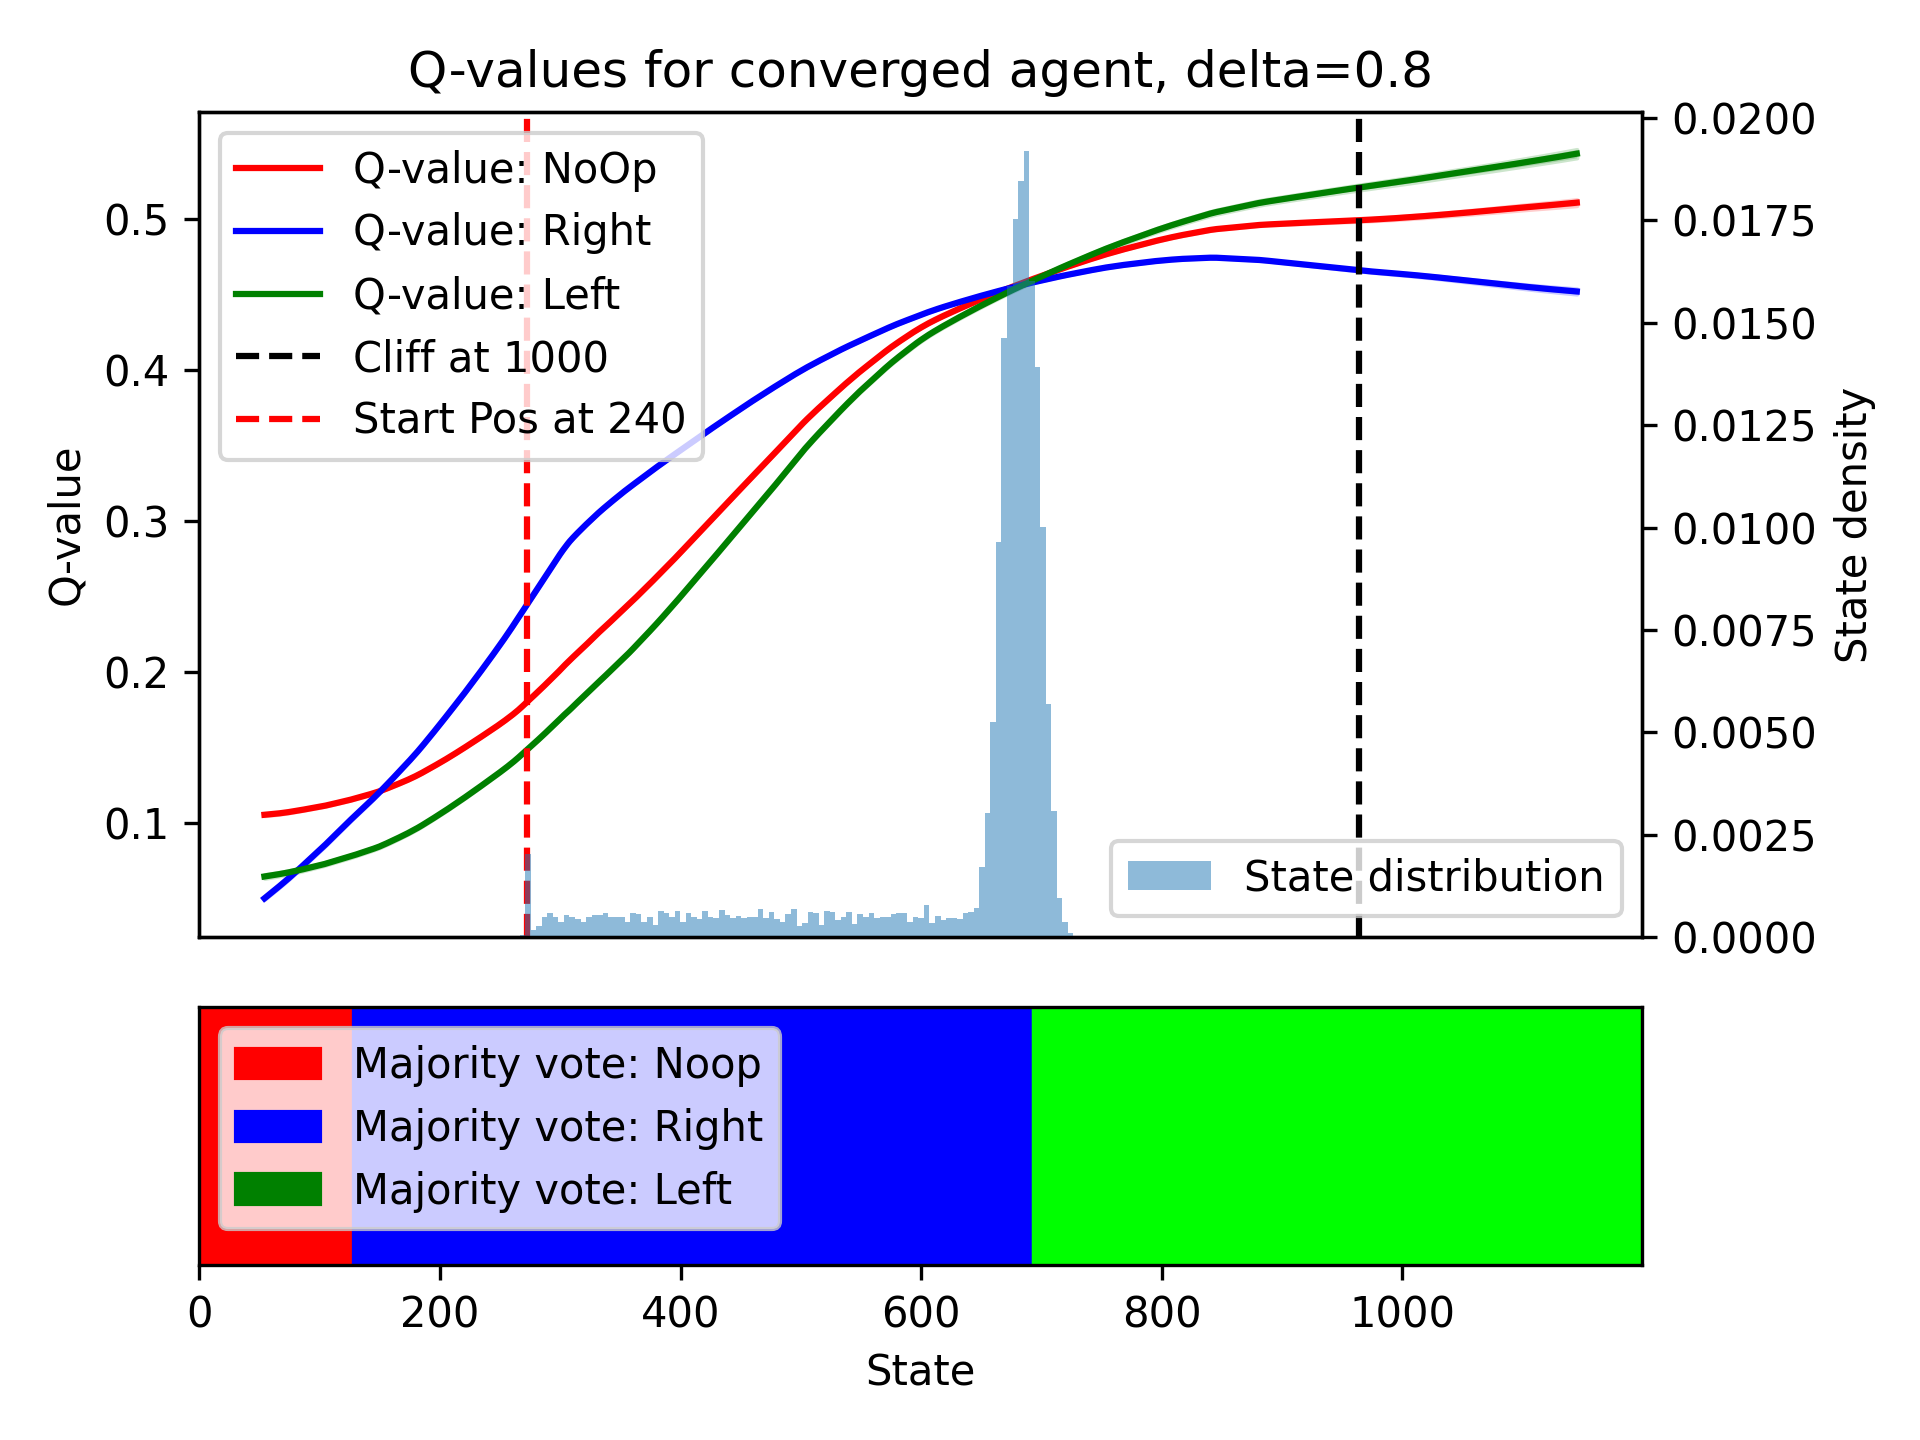 Q-values for converged agent, delta=0.8
Q-value: NoOp
Q-value: Right
Q-value: Left
Cliff at 1000
Start Pos at 240
Q-value
0.5
0.4
0.3
0.2
0.1
0.0200
0.0175
0.0150
0.0125
0.0100
0.0075
0.0050
0.0025
0.0000
State density
State distribution
Majority vote: Noop
Majority vote: Right
Majority vote: Left
0 200 400 600 800 1000
State